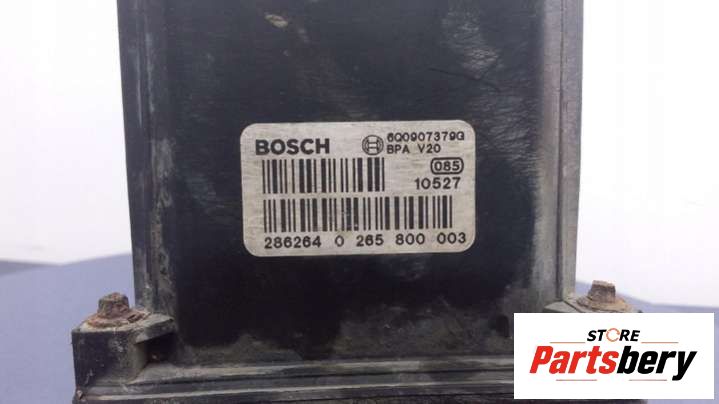 BOSCH
6Q0907379G
BPA V20
085
10527
286264 0 265 800 003
STORE
Partsbery